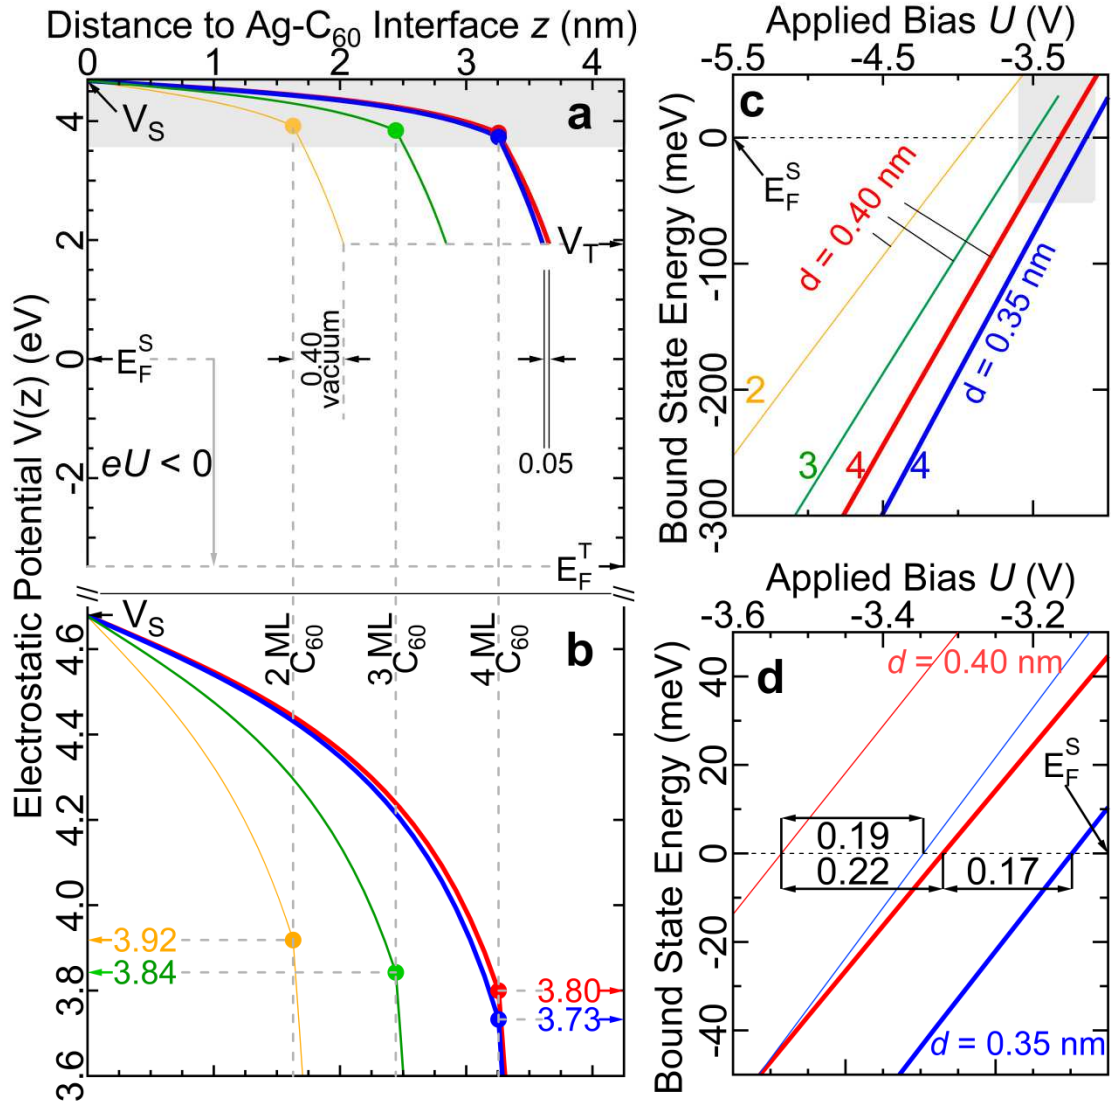 Distance to Ag-C60 Interface z (nm)
0 1 2 3 4
Electrostatic Potential V(z) (eV)
4
2
0
-2
a
VS
VT
EFS
0.40
vacuum
0.05
eU < 0
EFT
VS
b
2 ML
C60
3 ML
C60
4 ML
C60
4.6
4.4
4.2
4.0
3.8
3.6
3.92
3.84
3.80
3.73
Applied Bias U (V)
-5.5 -4.5 -3.5
c
Bound State Energy (meV)
0
-100
-200
-300
EFS
d = 0.40 nm
d = 0.35 nm
2
3
4
4
Applied Bias U (V)
-3.6 -3.4 -3.2
d
Bound State Energy (meV)
40
20
0
-20
-40
d = 0.40 nm
EFS
0.19
0.22
0.17
d = 0.35 nm